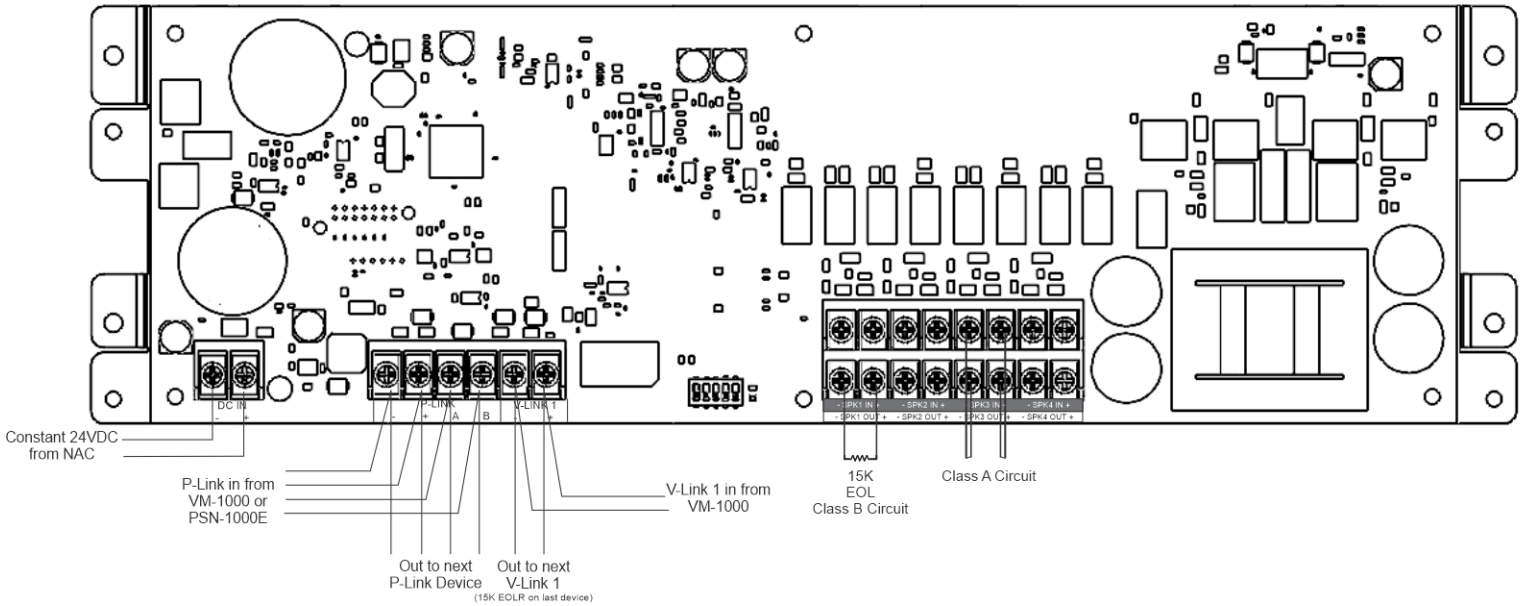 DC IN
- +
P-LINK
- + A B
V-LINK 1
- +
- SPK1 IN + - SPK2 IN + - SPK3 IN + - SPK4 IN +
- SPK1 OUT + - SPK2 OUT + - SPK3 OUT + - SPK4 OUT +
Constant 24VDC
from NAC
P-Link in from
VM-1000 or
PSN-1000E
V-Link 1 in from
VM-1000
15K
EOL
Class B Circuit
Class A Circuit
Out to next
P-Link Device
Out to next
V-Link 1
(15K EOLR on last device)